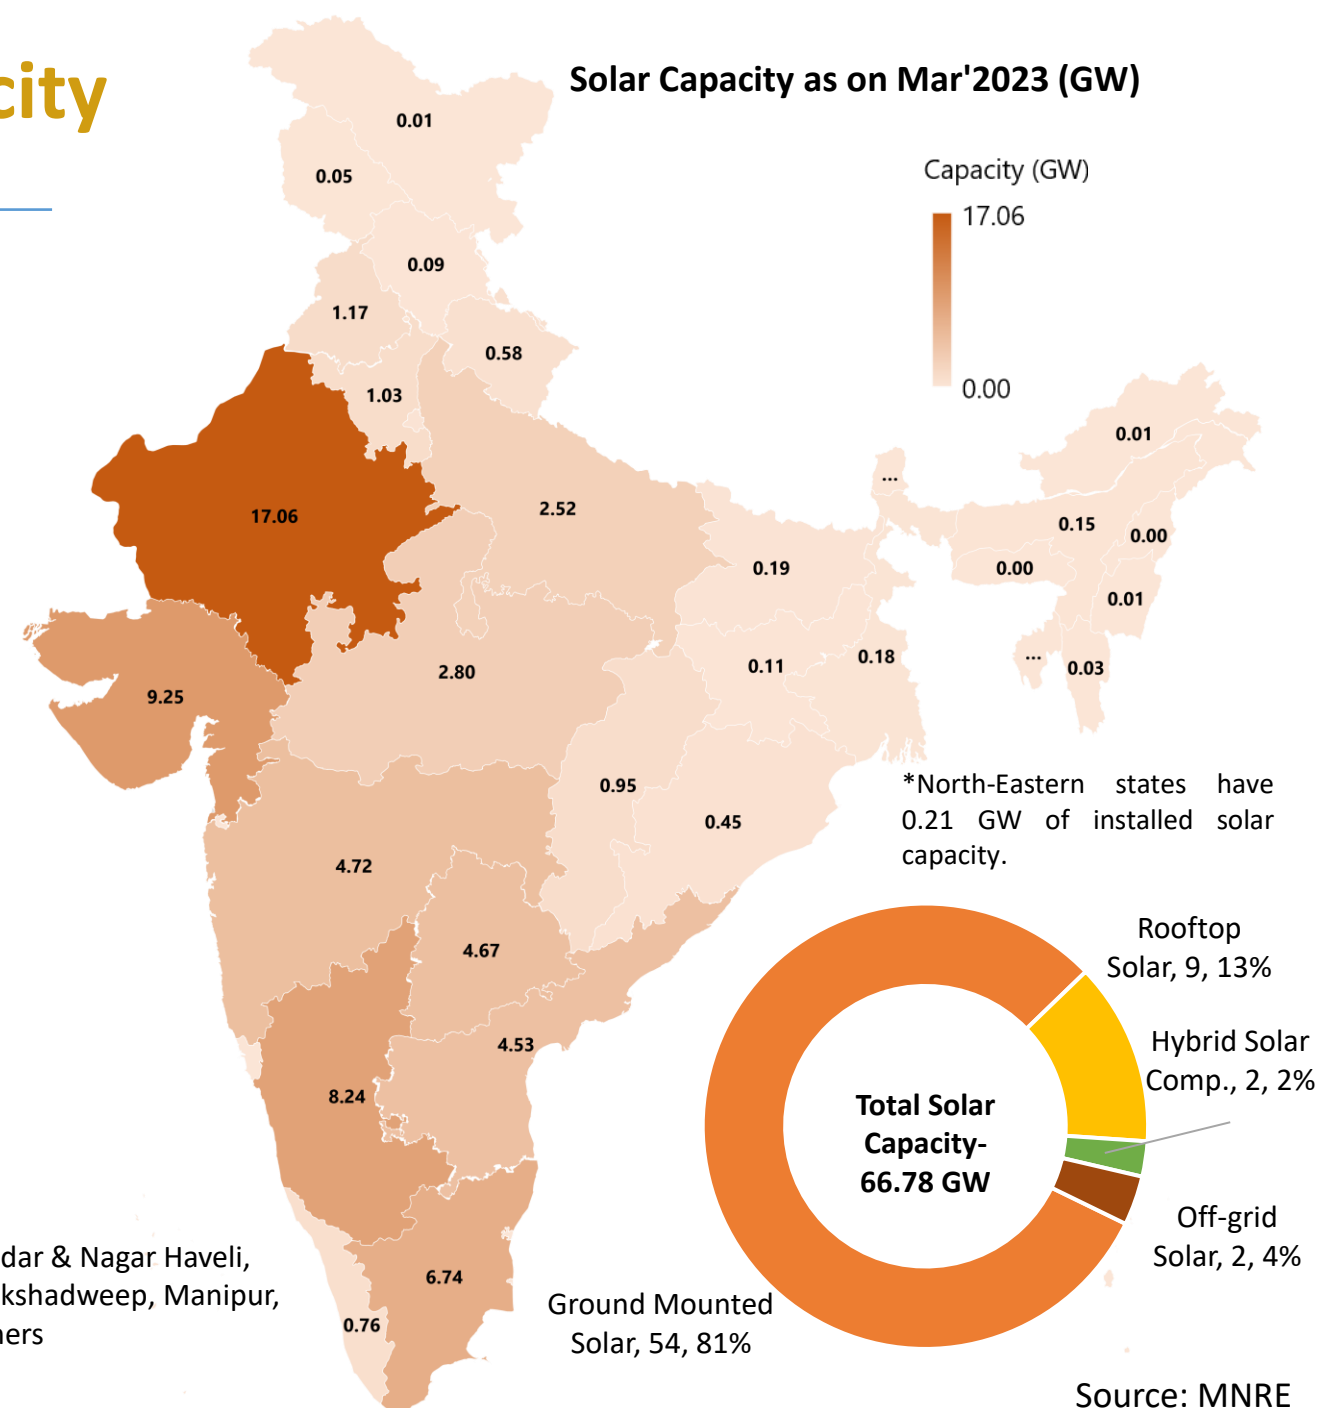 city
Solar Capacity as on Mar'2023 (GW)
Capacity (GW)
17.06
0.00
0.01
0.05
0.09
1.17
0.58
1.03
17.06
2.52
0.01
...
0.15
0.00
0.00
0.19
0.01
0.11
0.18
...
0.03
2.80
9.25
0.95
0.45
4.72
4.67
4.53
8.24
6.74
0.76
*North-Eastern states have
0.21 GW of installed solar
capacity.
Rooftop
Solar, 9, 13%
Hybrid Solar
Comp., 2, 2%
Total Solar
Capacity-
66.78 GW
Off-grid
Solar, 2, 4%
Ground Mounted
Solar, 54, 81%
dar & Nagar Haveli,
kshadweep, Manipur,
ners
Source: MNRE